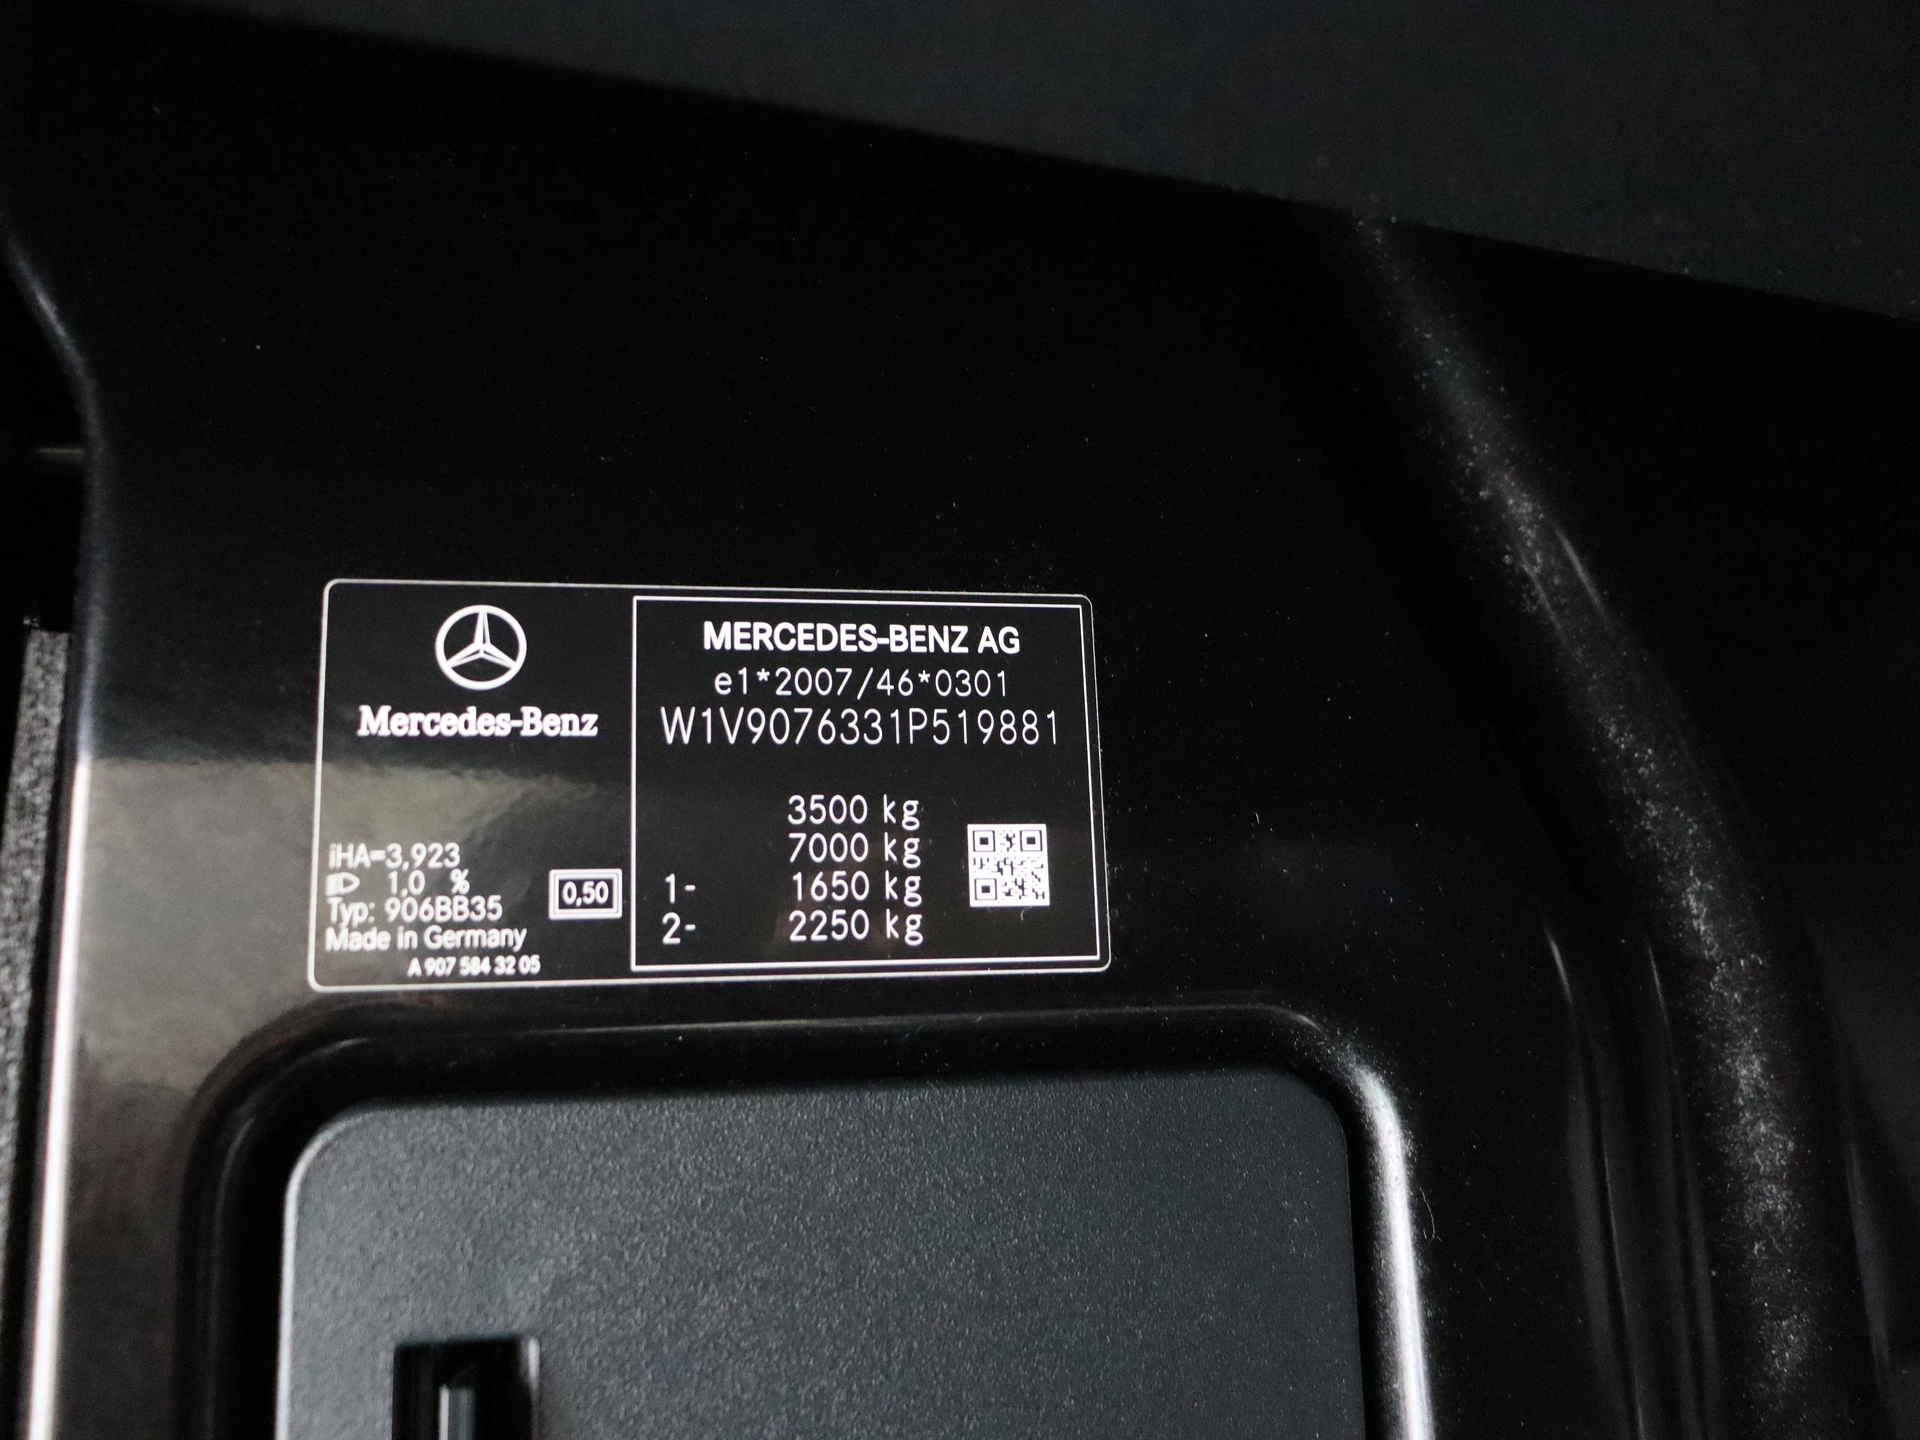 Mercedes-Benz
iHA=3,923
1,0 %
Typ: 906BB35
Made in Germany
A 907 584 32 05
0,50
MERCEDES-BENZ AG
e1*2007/46*0301
W1V9076331P519881
3500 kg
7000 kg
1- 1650 kg
2- 2250 kg